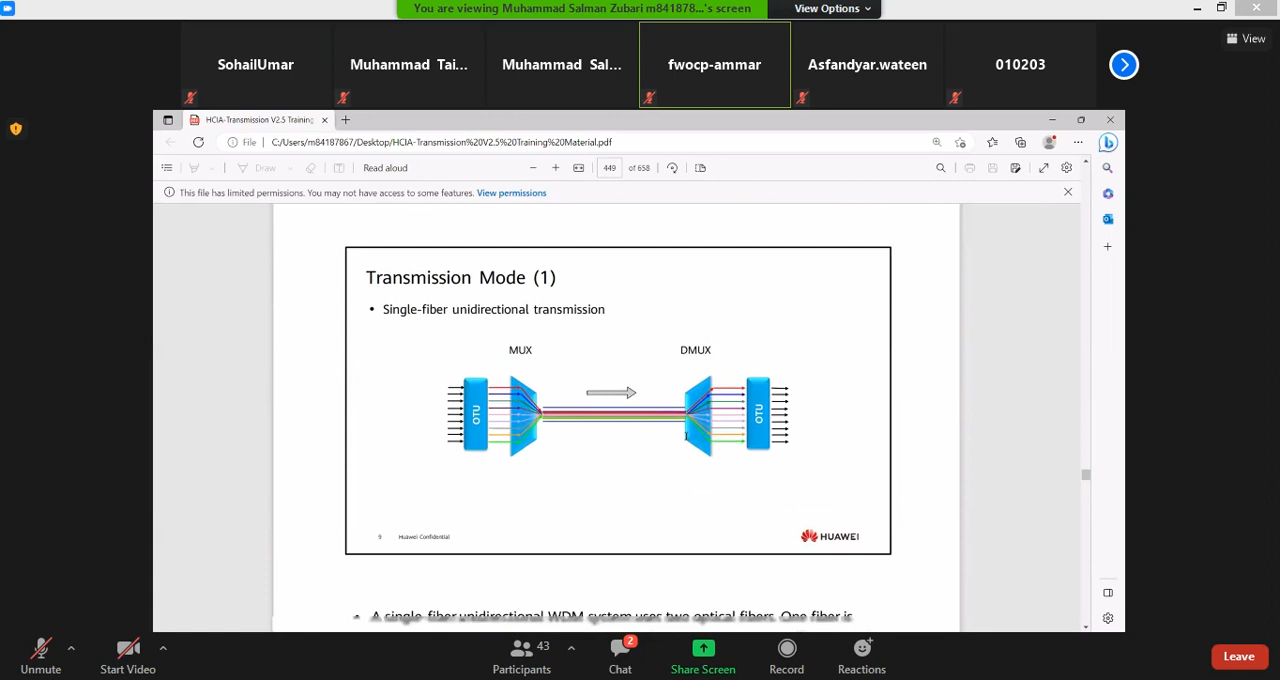 You are viewing Muhammad Salman Zubari m841878...'s screen
View Options
View
SohailUmar
Muhammad Tai...
Muhammad Sal...
fwocp-ammar
Asfandyar.wateen
010203
HCIA-Transmission V2.5 Training
File
C:/Users/m84187867/Desktop/HCIA-Transmission%20V2.5%20Training%20Material.pdf
Draw
Read aloud
449 of 658
This file has limited permissions. You may not have access to some features. View permissions
Transmission Mode (1)
• Single-fiber unidirectional transmission
MUX
DMUX
OTU
OTU
9 Huawei Confidential
HUAWEI
• A single-fiber unidirectional WDM system uses two optical fibers. One fiber is
Unmute
Start Video
Participants 43
Chat 2
Share Screen
Record
Reactions
Leave